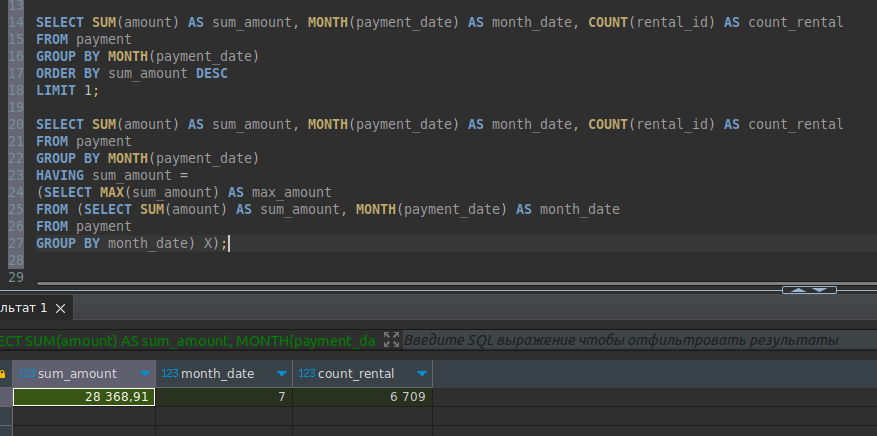 13
14 SELECT SUM(amount) AS sum_amount, MONTH(payment_date) AS month_date, COUNT(rental_id) AS count_rental
15 FROM payment
16 GROUP BY MONTH(payment_date)
17 ORDER BY sum_amount DESC
18 LIMIT 1;
19
20 SELECT SUM(amount) AS sum_amount, MONTH(payment_date) AS month_date, COUNT(rental_id) AS count_rental
21 FROM payment
22 GROUP BY MONTH(payment_date)
23 HAVING sum_amount =
24 (SELECT MAX(sum_amount) AS max_amount
25 FROM (SELECT SUM(amount) AS sum_amount, MONTH(payment_date) AS month_date
26 FROM payment
27 GROUP BY month_date) X);
28
29
льтат 1
ECT SUM(amount) AS sum_amount, MONTH(payment_da Введите SQL выражение чтобы отфильтровать результаты
123 sum_amount 123 month_date 123 count_rental
28 368,91 7 6 709